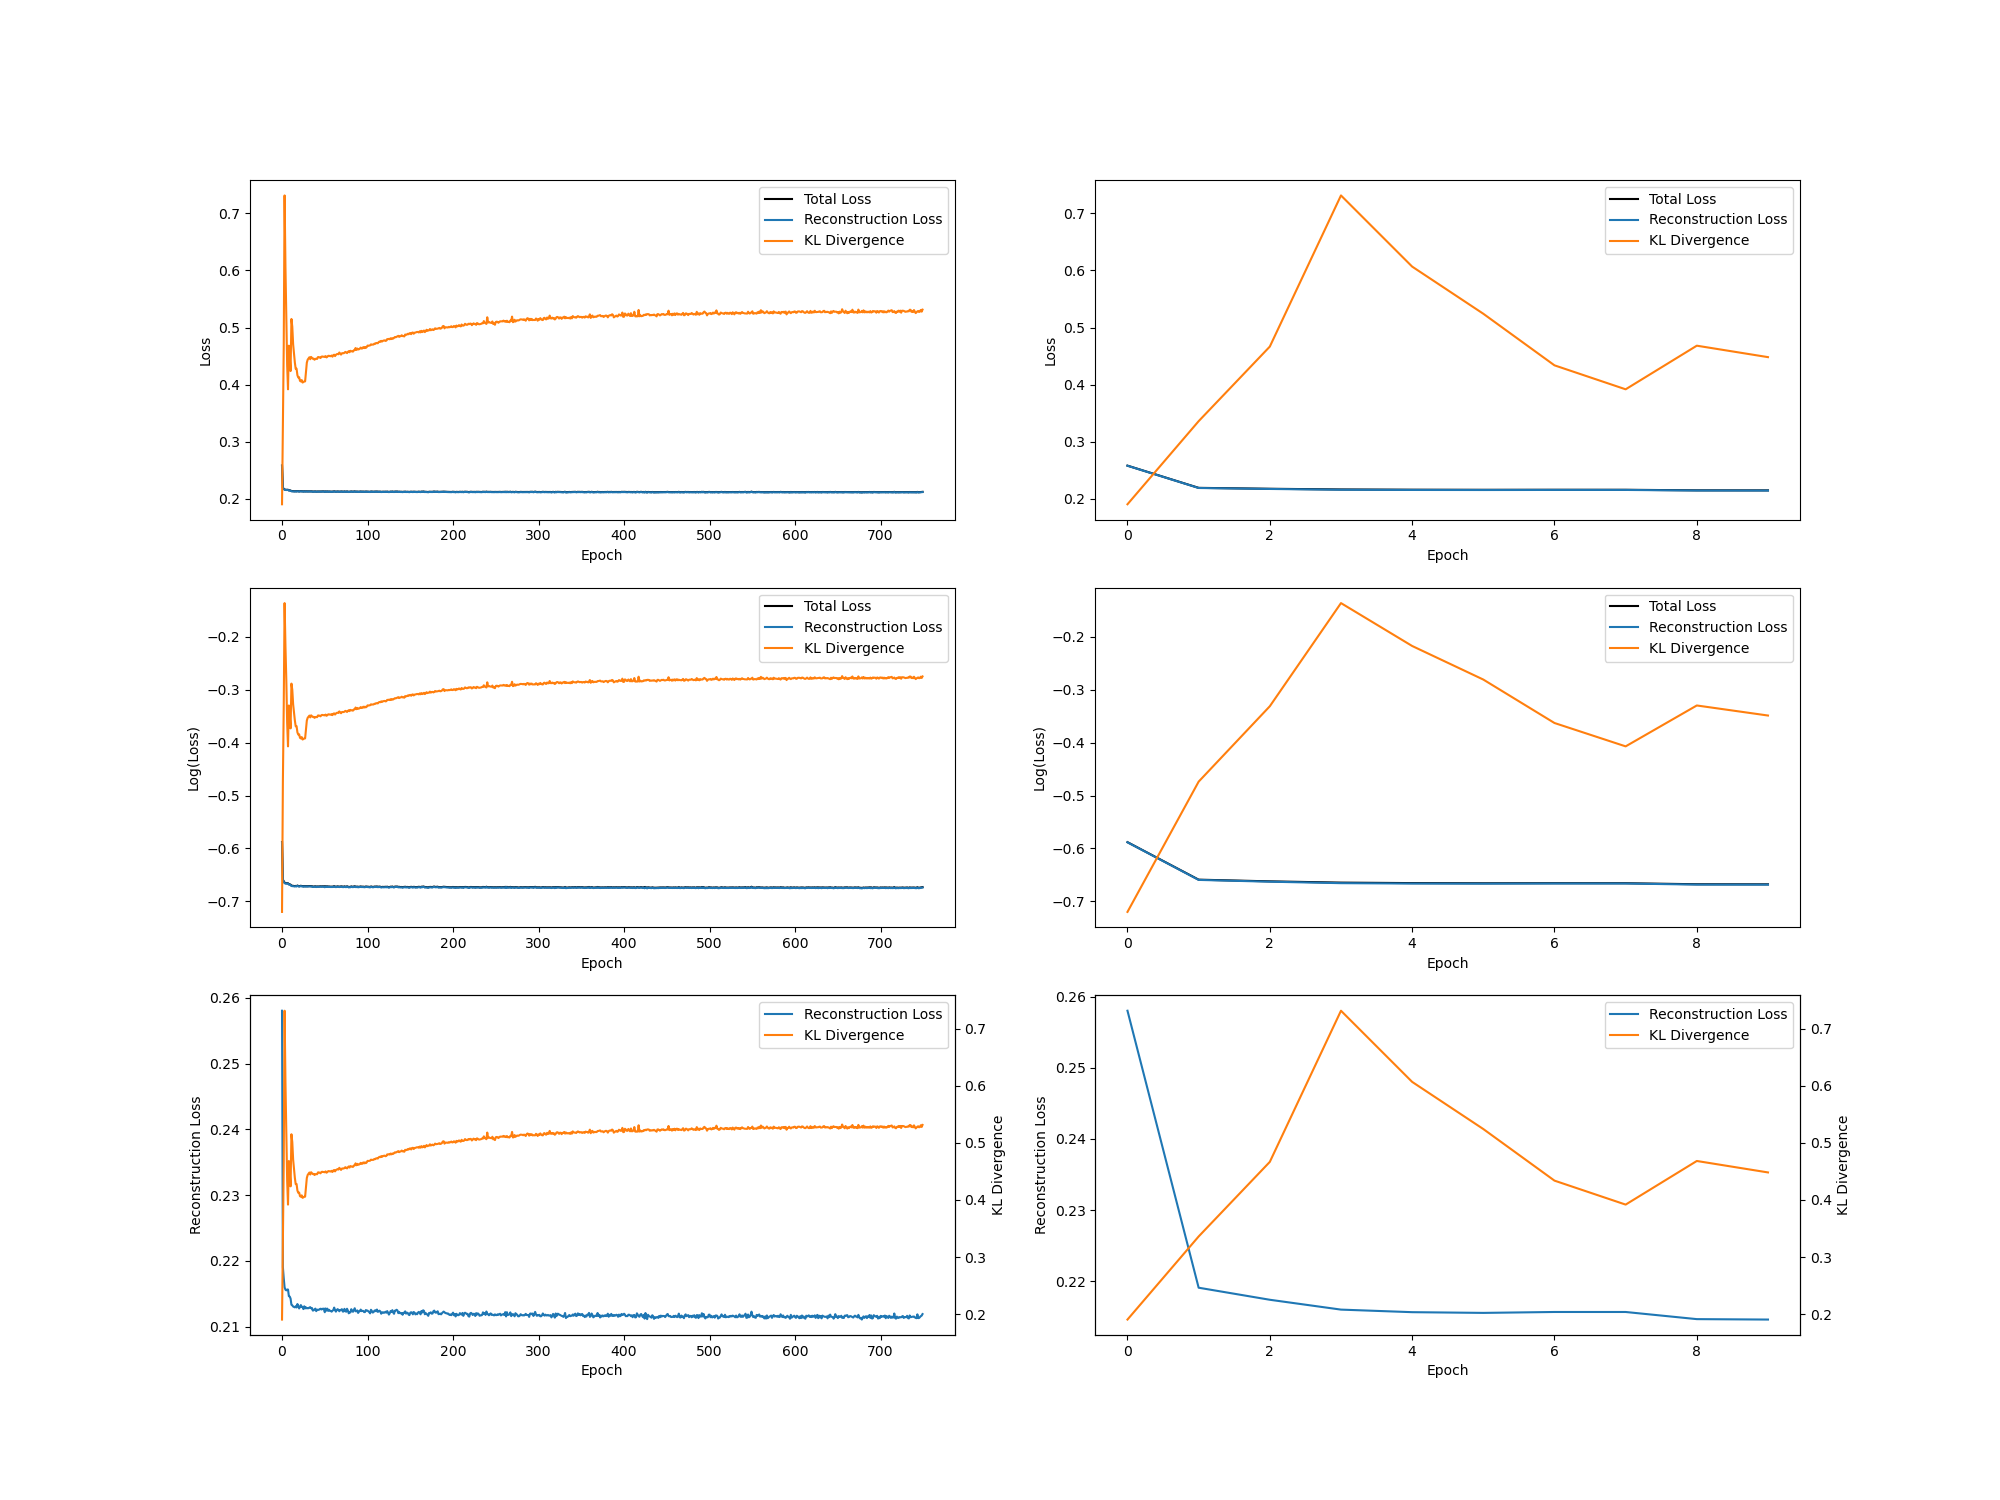 Total Loss
Reconstruction Loss
KL Divergence
0.7
0.6
0.5
0.4
0.3
0.2
Loss
0 100 200 300 400 500 600 700
Epoch
Total Loss
Reconstruction Loss
KL Divergence
0.7
0.6
0.5
0.4
0.3
0.2
Loss
0 2 4 6 8
Epoch
Total Loss
Reconstruction Loss
KL Divergence
−0.2
−0.3
−0.4
−0.5
−0.6
−0.7
Log(Loss)
0 100 200 300 400 500 600 700
Epoch
Total Loss
Reconstruction Loss
KL Divergence
−0.2
−0.3
−0.4
−0.5
−0.6
−0.7
Log(Loss)
0 2 4 6 8
Epoch
Reconstruction Loss
KL Divergence
0.26
0.25
0.24
0.23
0.22
0.21
Reconstruction Loss
0.7
0.6
0.5
0.4
0.3
0.2
KL Divergence
0 100 200 300 400 500 600 700
Epoch
Reconstruction Loss
KL Divergence
0.26
0.25
0.24
0.23
0.22
Reconstruction Loss
0.7
0.6
0.5
0.4
0.3
0.2
KL Divergence
0 2 4 6 8
Epoch